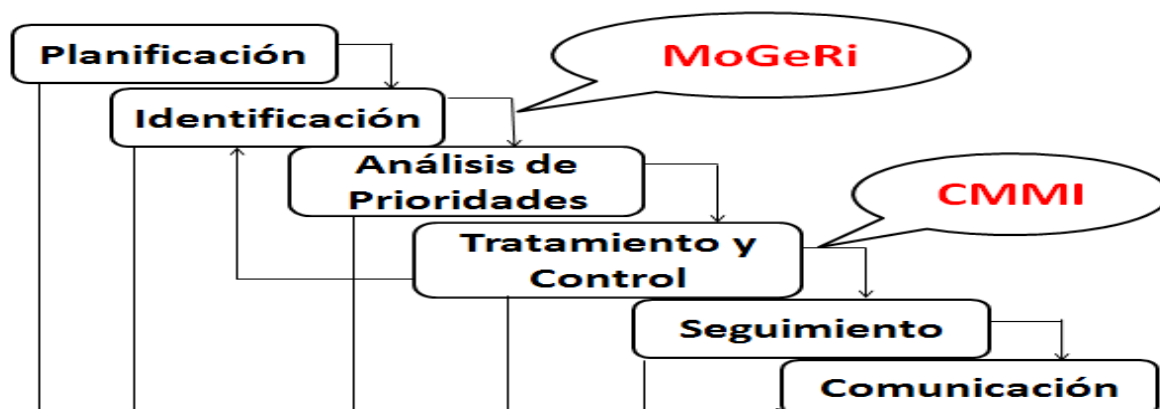 Planificación
MoGeRi
Identificación
Análisis de
Prioridades
CMMI
Tratamiento y
Control
Seguimiento
Comunicación